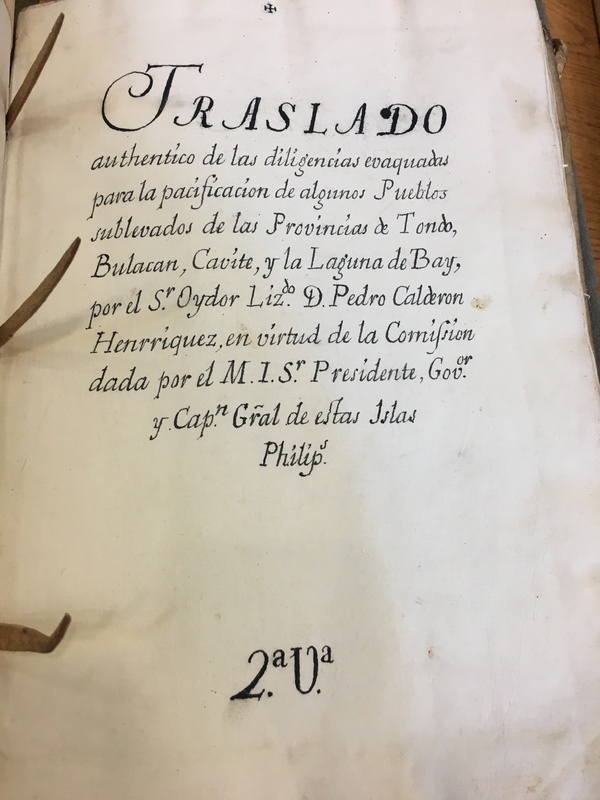 TRASLADO
authentico de las diligencias evaquadas
para la pacificacion de algunos Pueblos
sublevados de las Provincias de Tondo,
Bulacan, Cavite, y la Laguna de Bay,
por el S.r Oydor Liz.do D. Pedro Calderon
Henrriquez, en virtud de la Comiſsion
dada por el M. I. S.r Presidente, Gov.or
y Cap.n Gr̃al de eſtas Islas
Philip.s
2.a V.a